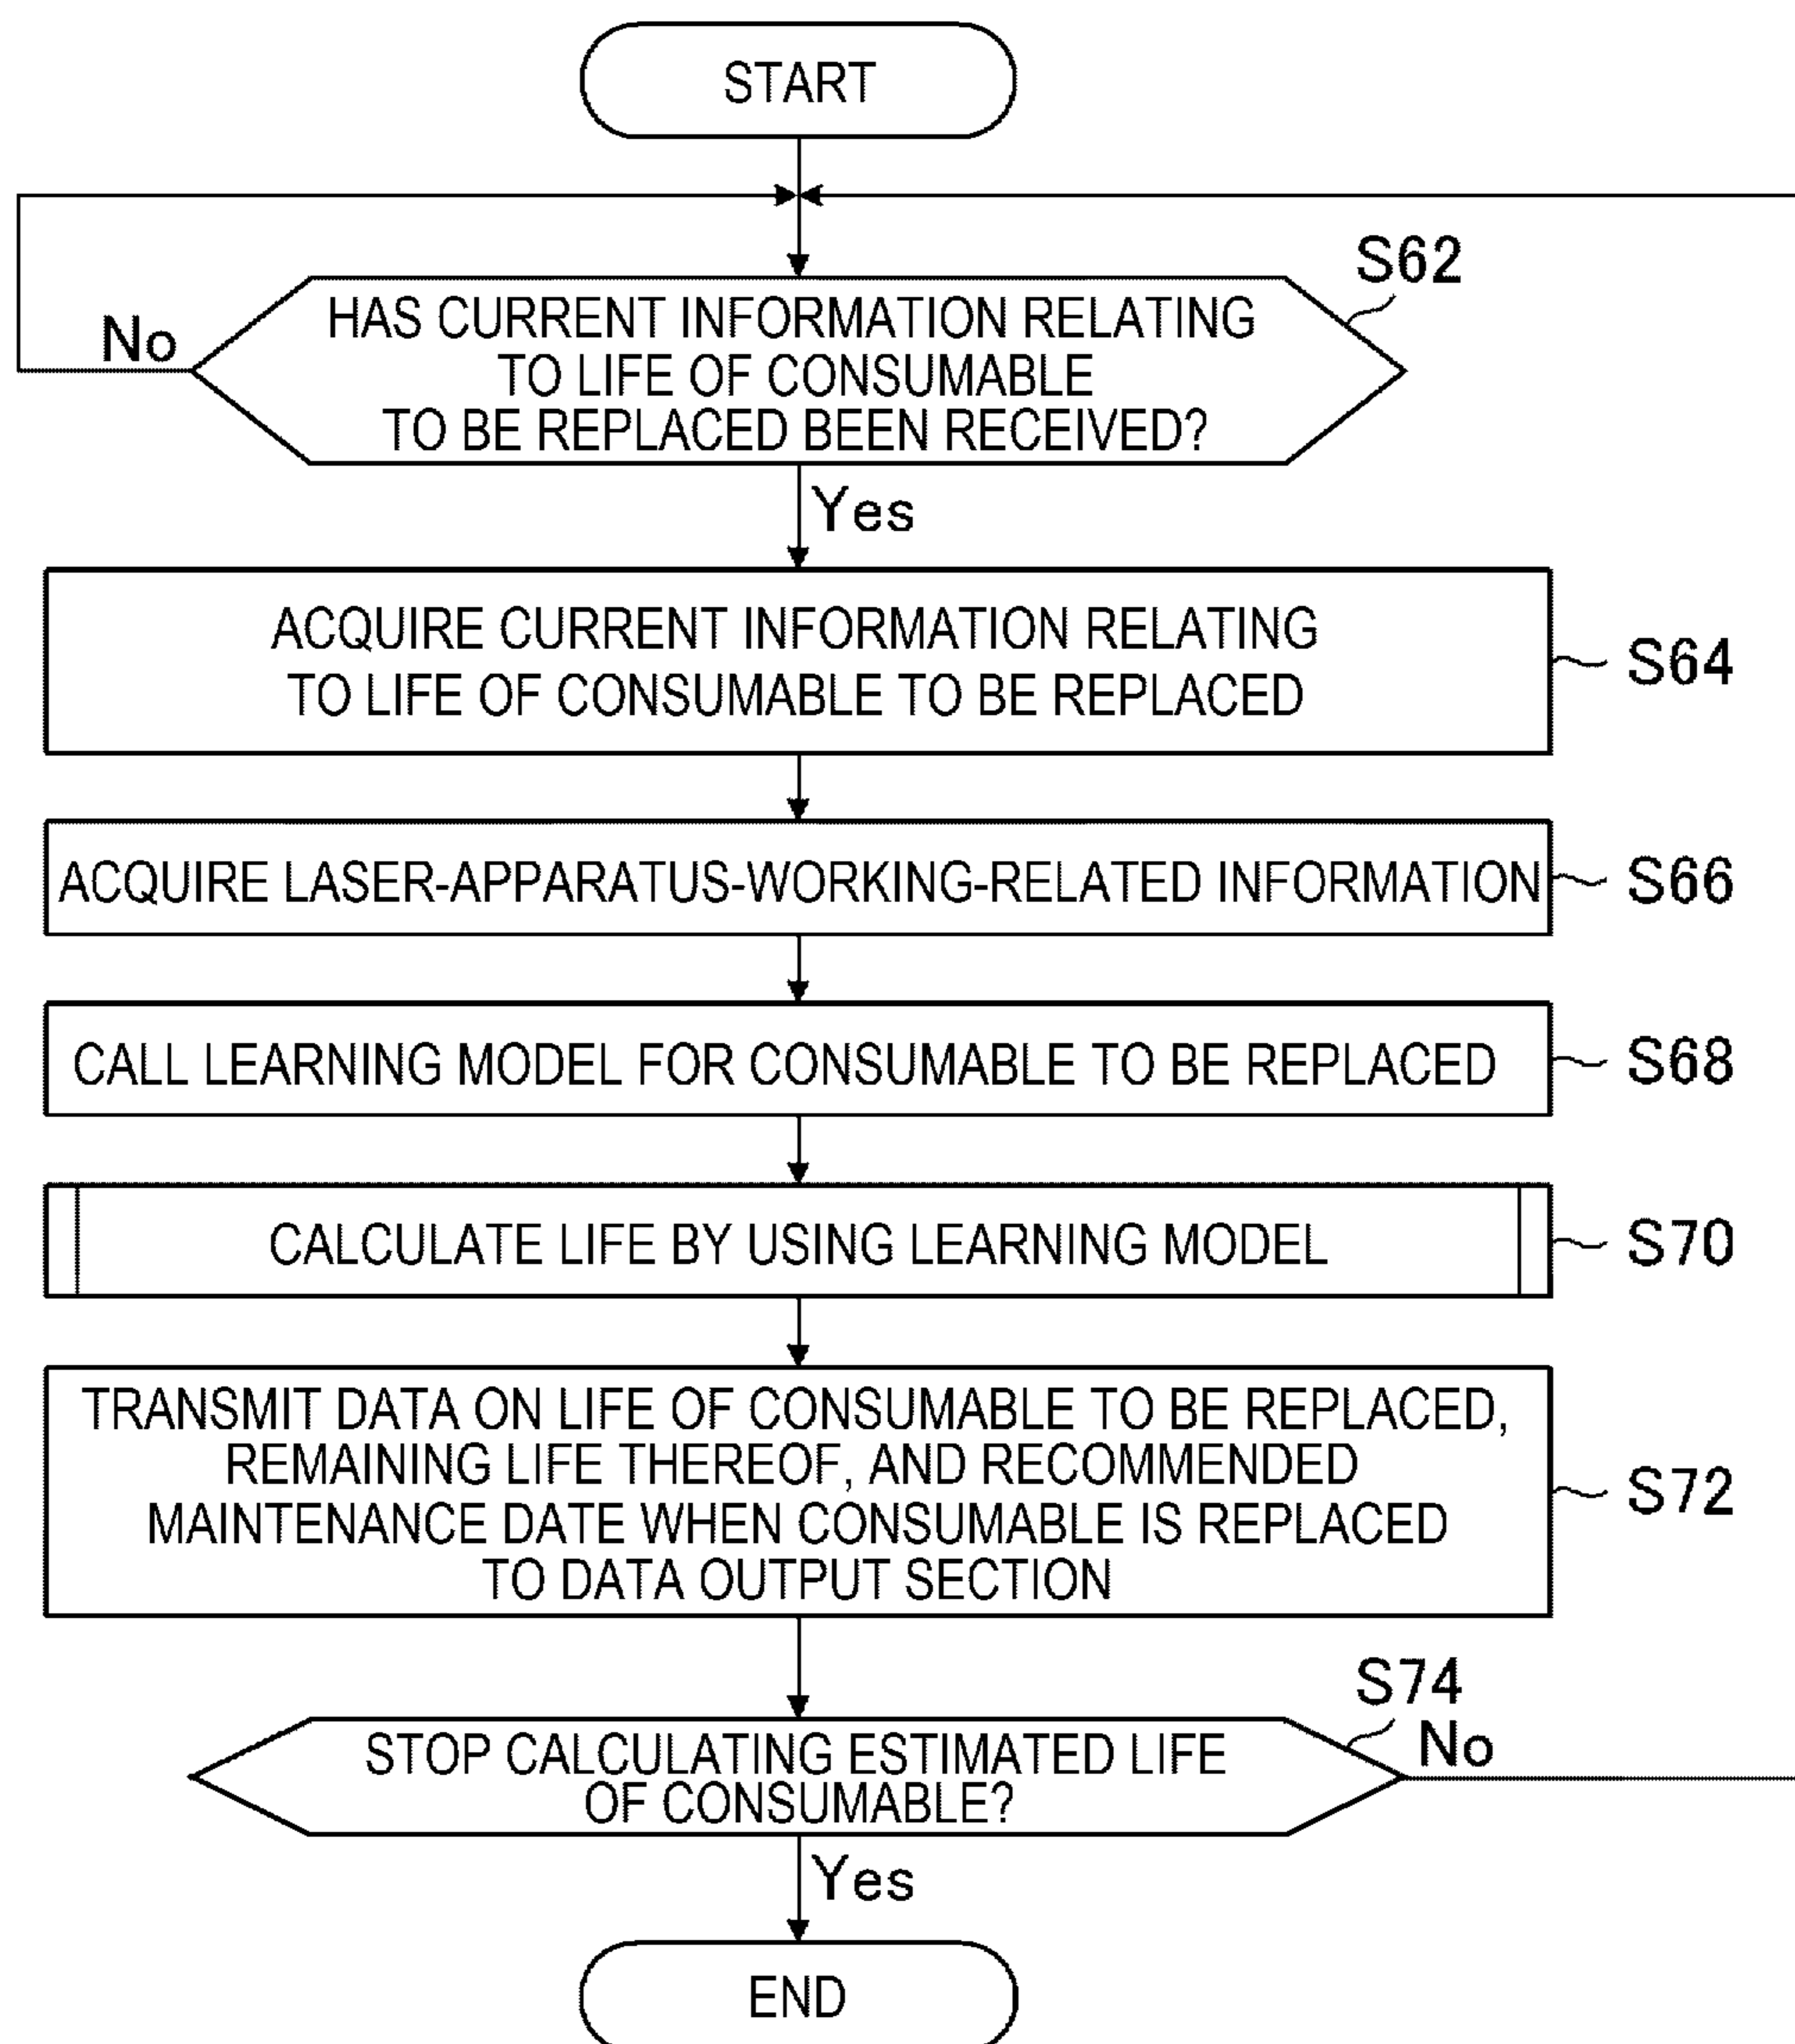 START
S62
HAS CURRENT INFORMATION RELATING
No
TO LIFE OF CONSUMABLE
TO BE REPLACED BEEN RECEIVED?
Yes
ACQUIRE CURRENT INFORMATION RELATING
TO LIFE OF CONSUMABLE TO BE REPLACED
S64
ACQUIRE LASER-APPARATUS-WORKING-RELATED INFORMATION
S66
CALL LEARNING MODEL FOR CONSUMABLE TO BE REPLACED
S68
CALCULATE LIFE BY USING LEARNING MODEL
S70
TRANSMIT DATA ON LIFE OF CONSUMABLE TO BE REPLACED,
REMAINING LIFE THEREOF, AND RECOMMENDED
MAINTENANCE DATE WHEN CONSUMABLE IS REPLACED
TO DATA OUTPUT SECTION
S72
S74
STOP CALCULATING ESTIMATED LIFE
OF CONSUMABLE?
No
Yes
END